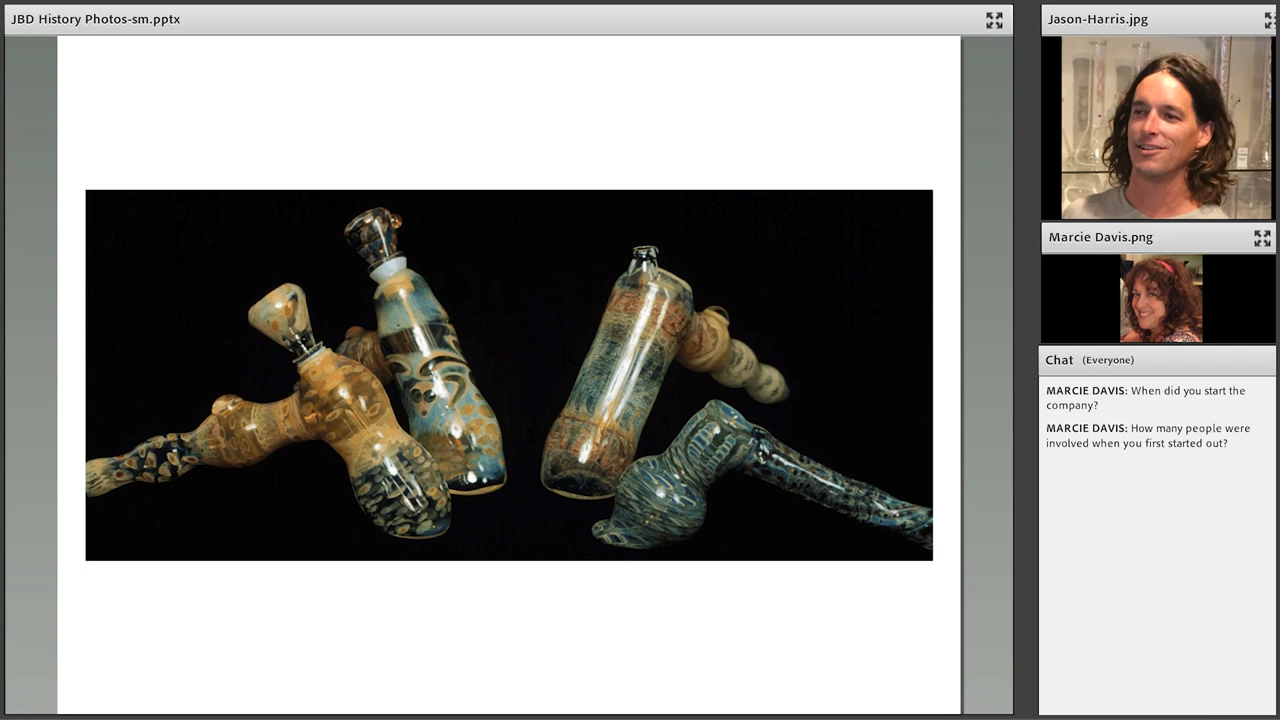 JBD History Photos-sm.pptx
Jason-Harris.jpg
Marcie Davis.png
Chat (Everyone)
MARCIE DAVIS: When did you start the
company?
MARCIE DAVIS: How many people were
involved when you first started out?